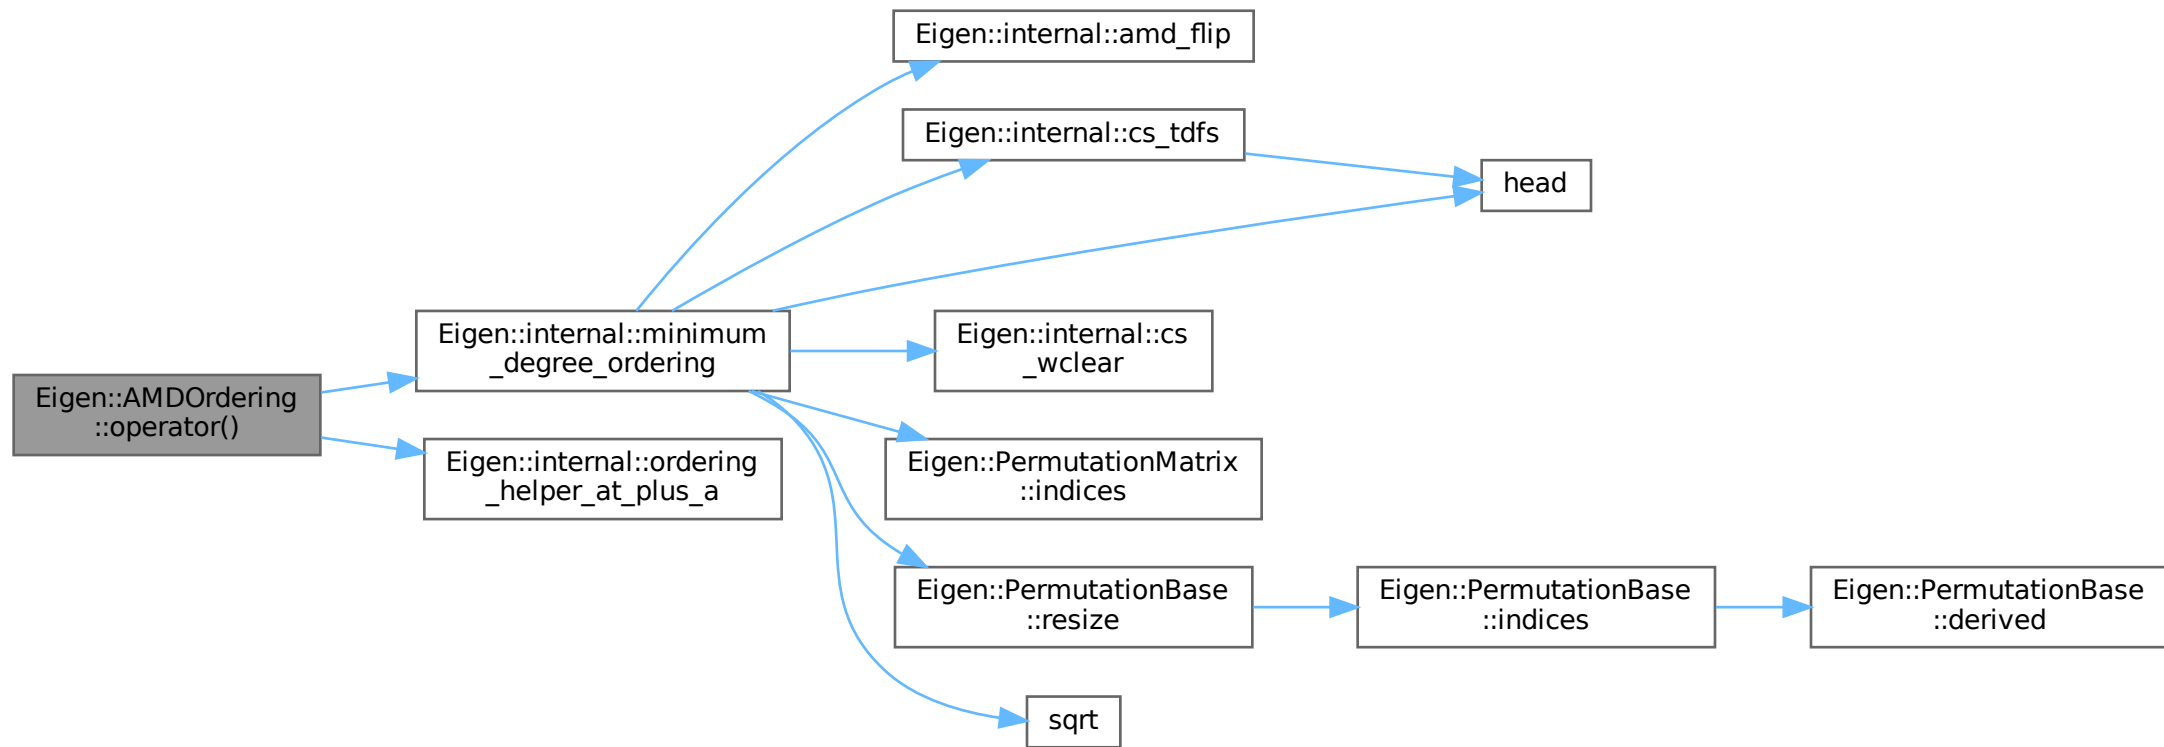 Eigen::internal::amd_flip
Eigen::internal::cs_tdfs
head
Eigen::internal::minimum
_degree_ordering
Eigen::internal::cs
_wclear
Eigen::AMDOrdering
::operator()
Eigen::internal::ordering
_helper_at_plus_a
Eigen::PermutationMatrix
::indices
Eigen::PermutationBase
::resize
Eigen::PermutationBase
::indices
Eigen::PermutationBase
::derived
sqrt